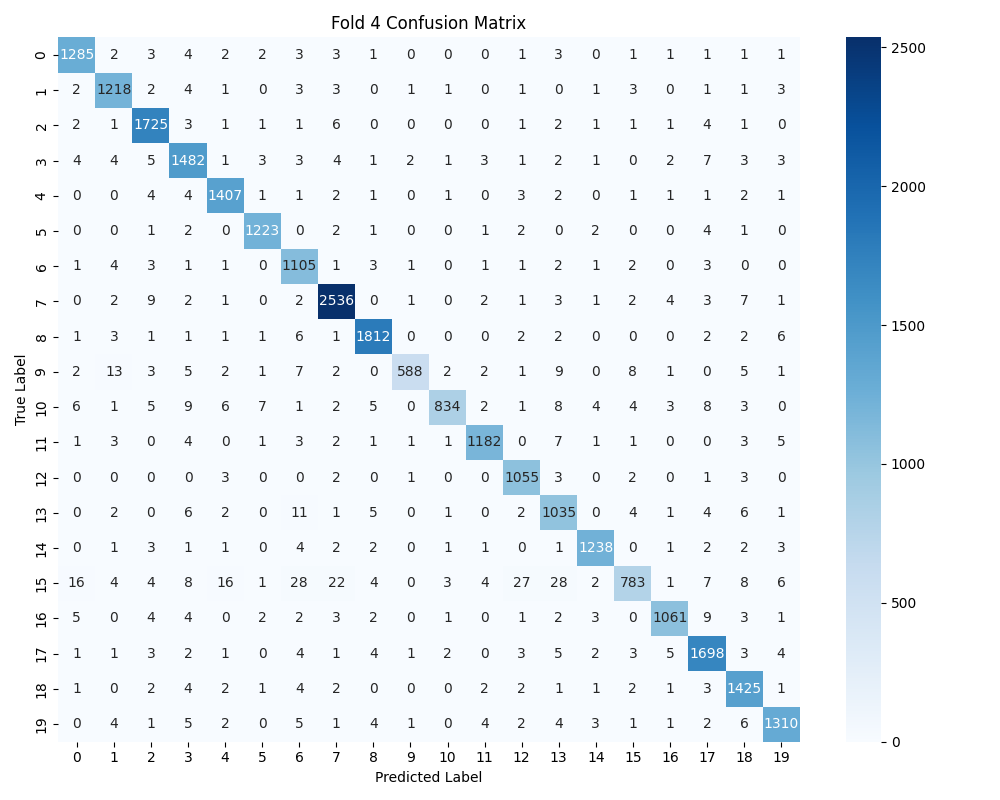 Fold 4 Confusion Matrix
0 1285 2 3 4 2 2 3 3 1 0 0 0 1 3 0 1 1 1 1 1
1 2 1218 2 4 1 0 3 3 0 1 1 0 1 0 1 3 0 1 1 3
2 2 1 1725 3 1 1 1 6 0 0 0 0 1 2 1 1 1 4 1 0
3 4 4 5 1482 1 3 3 4 1 2 1 3 1 2 1 0 2 7 3 3
4 0 0 4 4 1407 1 1 2 1 0 1 0 3 2 0 1 1 1 2 1
5 0 0 1 2 0 1223 0 2 1 0 0 1 2 0 2 0 0 4 1 0
6 1 4 3 1 1 0 1105 1 3 1 0 1 1 2 1 2 0 3 0 0
7 0 2 9 2 1 0 2 2536 0 1 0 2 1 3 1 2 4 3 7 1
8 1 3 1 1 1 1 6 1 1812 0 0 0 2 2 0 0 0 2 2 6
9 2 13 3 5 2 1 7 2 0 588 2 2 1 9 0 8 1 0 5 1
10 6 1 5 9 6 7 1 2 5 0 834 2 1 8 4 4 3 8 3 0
11 1 3 0 4 0 1 3 2 1 1 1 1182 0 7 1 1 0 0 3 5
12 0 0 0 0 3 0 0 2 0 1 0 0 1055 3 0 2 0 1 3 0
13 0 2 0 6 2 0 11 1 5 0 1 0 2 1035 0 4 1 4 6 1
14 0 1 3 1 1 0 4 2 2 0 1 1 0 1 1238 0 1 2 2 3
15 16 4 4 8 16 1 28 22 4 0 3 4 27 28 2 783 1 7 8 6
16 5 0 4 4 0 2 2 3 2 0 1 0 1 2 3 0 1061 9 3 1
17 1 1 3 2 1 0 4 1 4 1 2 0 3 5 2 3 5 1698 3 4
18 1 0 2 4 2 1 4 2 0 0 0 2 2 1 1 2 1 3 1425 1
19 0 4 1 5 2 0 5 1 4 1 0 4 2 4 3 1 1 2 6 1310
0 1 2 3 4 5 6 7 8 9 10 11 12 13 14 15 16 17 18 19
Predicted Label
True Label
2500
2000
1500
1000
500
0